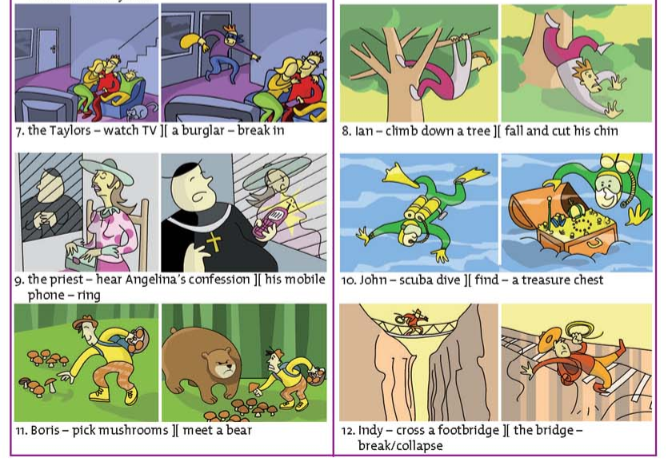 7. the Taylors – watch TV ][ a burglar – break in
8. Ian – climb down a tree ][ fall and cut his chin
9. the priest – hear Angelina's confession ][ his mobile
phone – ring
10. John – scuba dive ][ find – a treasure chest
11. Boris – pick mushrooms ][ meet a bear
12. Indy – cross a footbridge ][ the bridge –
break/collapse